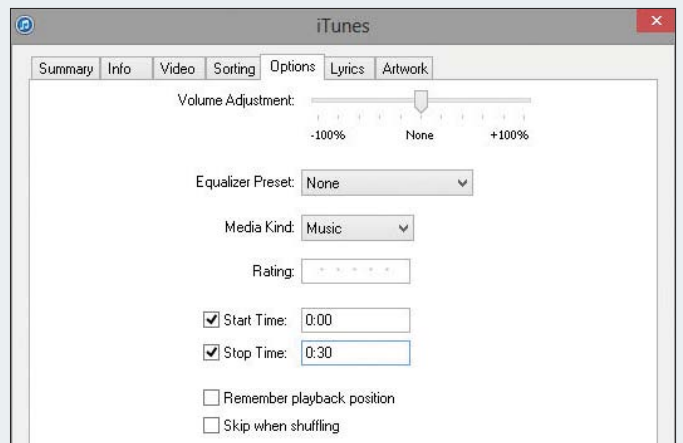 iTunes
Summary Info Video Sorting Options Lyrics Artwork
Volume Adjustment:
-100% None +100%
Equalizer Preset: None
Media Kind: Music
Rating:
Start Time: 0:00
Stop Time: 0:30
Remember playback position
Skip when shuffling